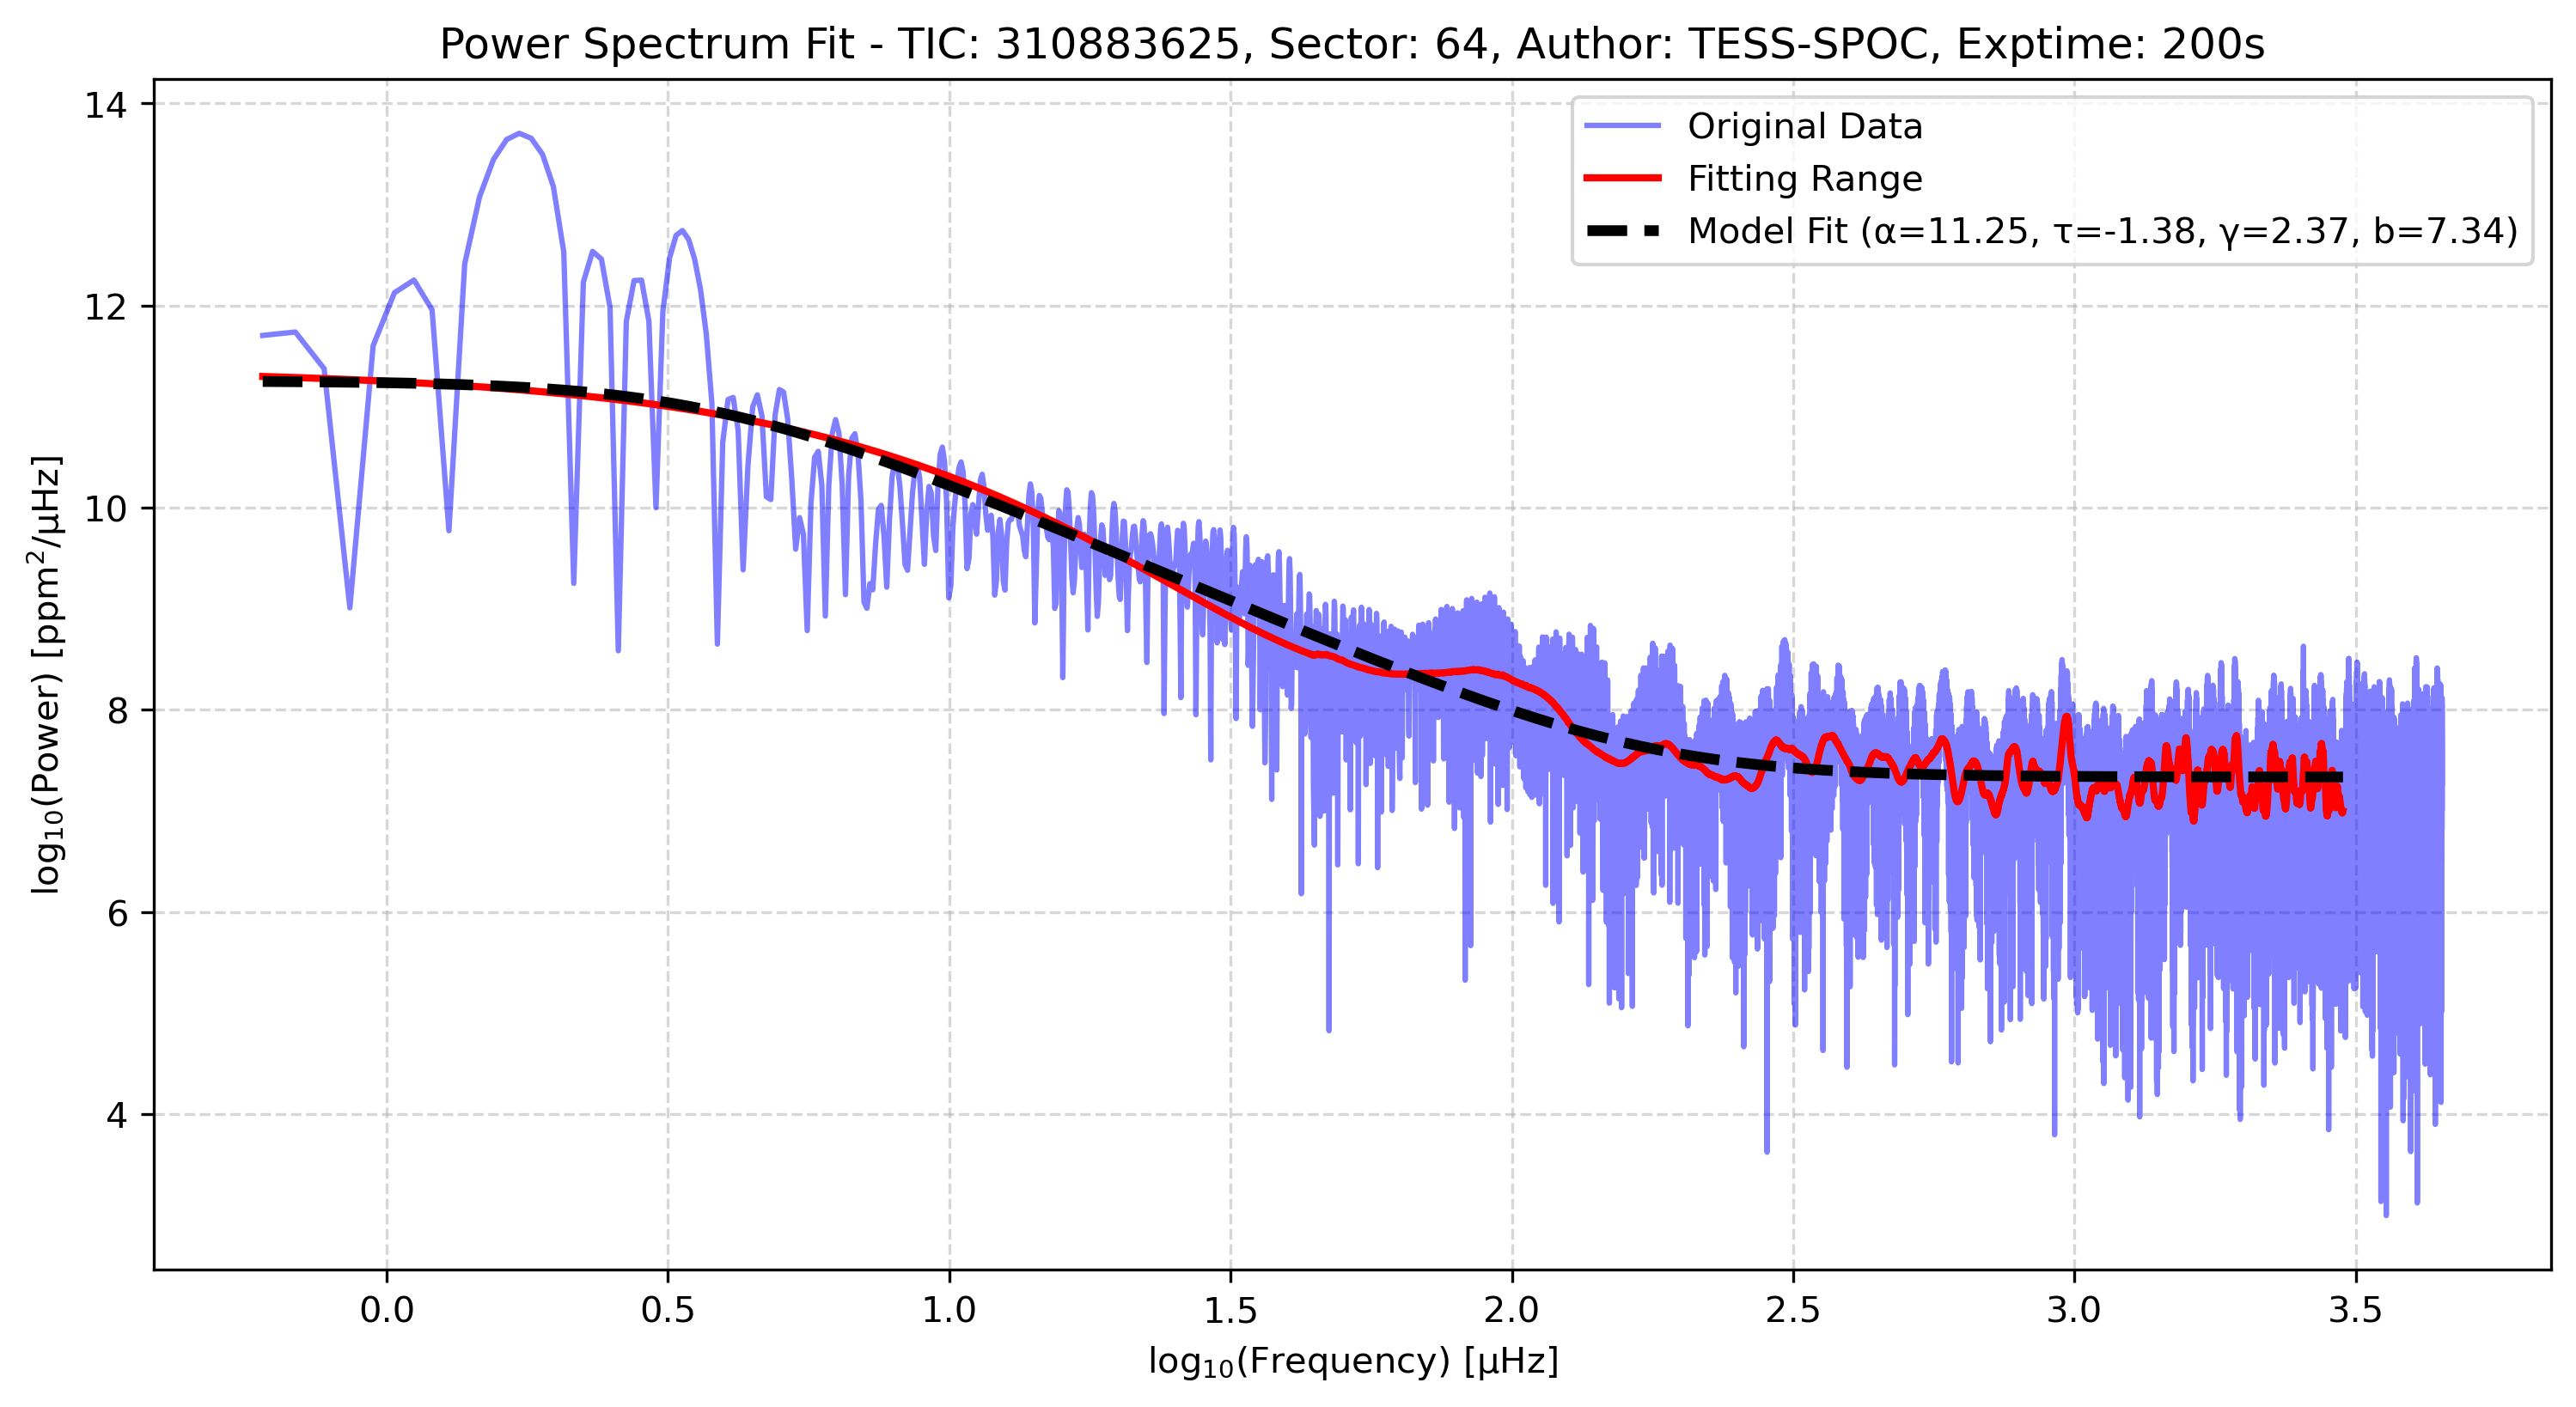 Power Spectrum Fit - TIC: 310883625, Sector: 64, Author: TESS-SPOC, Exptime: 200s
Original Data
Fitting Range
Model Fit (α=11.25, τ=-1.38, γ=2.37, b=7.34)
log₁₀(Power) [ppm²/μHz]
14
12
10
8
6
4
0.0 0.5 1.0 1.5 2.0 2.5 3.0 3.5
log₁₀(Frequency) [μHz]